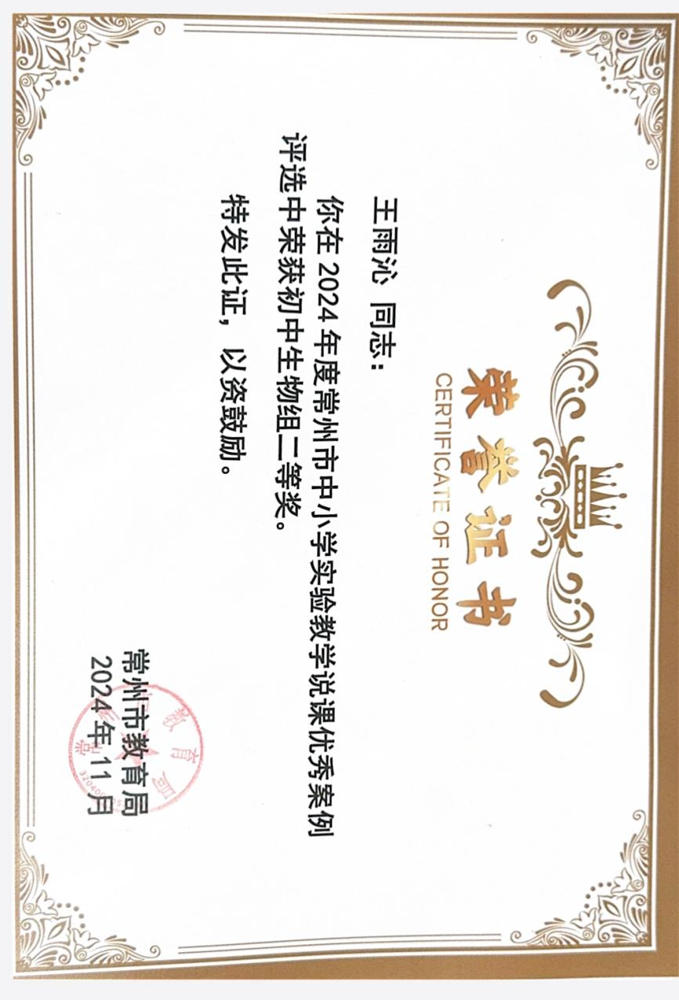 荣誉证书
CERTIFICATE OF HONOR
王雨沁 同志：
你在 2024 年度常州市中小学实验教学说课优秀案例
评选中荣获初中生物组二等奖。
特发此证，以资鼓励。
常州市教育局
2024 年 11 月